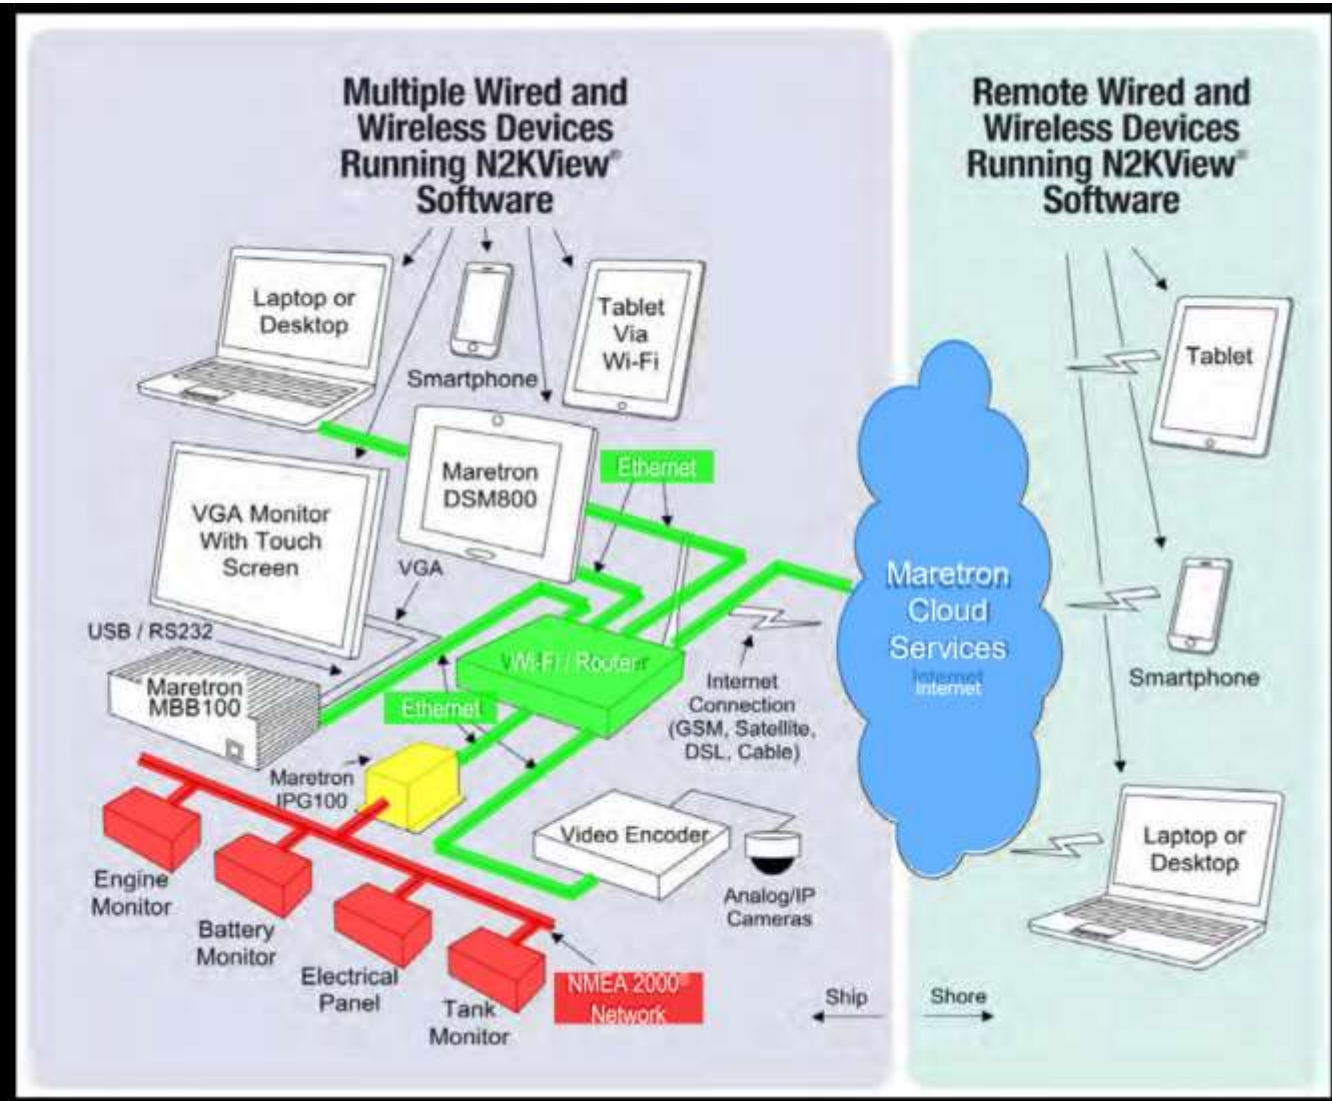 Multiple Wired and
Wireless Devices
Running N2KView®
Software
Remote Wired and
Wireless Devices
Running N2KView®
Software
Laptop or
Desktop
Smartphone
Tablet
Via
Wi-Fi
Tablet
Maretron
DSM800
Ethernet
VGA Monitor
With Touch
Screen
VGA
USB / RS232
Maretron
MBB100
Wi-Fi / Router
Ethernet
Internet
Connection
(GSM, Satellite,
DSL, Cable)
Maretron
Cloud
Services
Internet
Internet
Smartphone
Maretron
IPG100
Video Encoder
Analog/IP
Cameras
Laptop or
Desktop
Engine
Monitor
Battery
Monitor
Electrical
Panel
Tank
Monitor
NMEA 2000®
Network
Ship
Shore